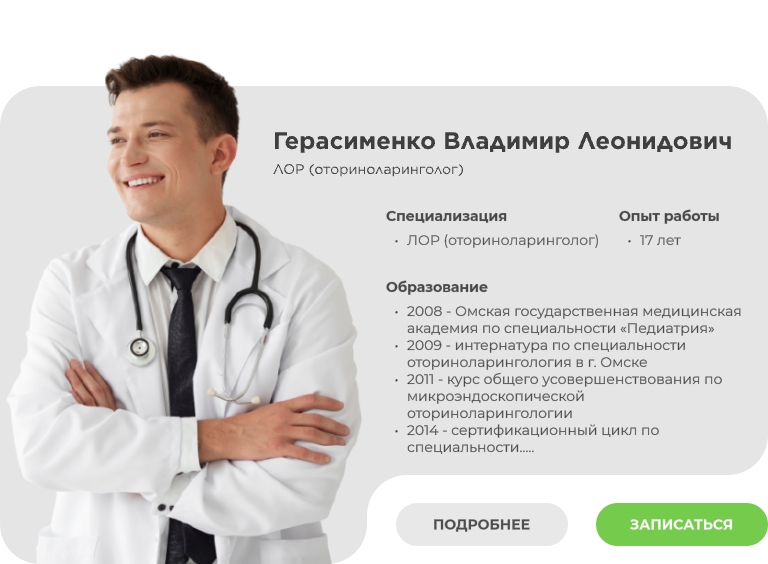 Герасименко Владимир Леонидович
ЛОР (оториноларинголог)
Специализация
• ЛОР (оториноларинголог)
Опыт работы
• 17 лет
Образование
• 2008 - Омская государственная медицинская
академия по специальности «Педиатрия»
• 2009 - интернатура по специальности
оториноларингология в г. Омске
• 2011 - курс общего усовершенствования по
микроэндоскопической
оториноларингологии
• 2014 - сертификационный цикл по
специальности.....
ПОДРОБНЕЕ
ЗАПИСАТЬСЯ